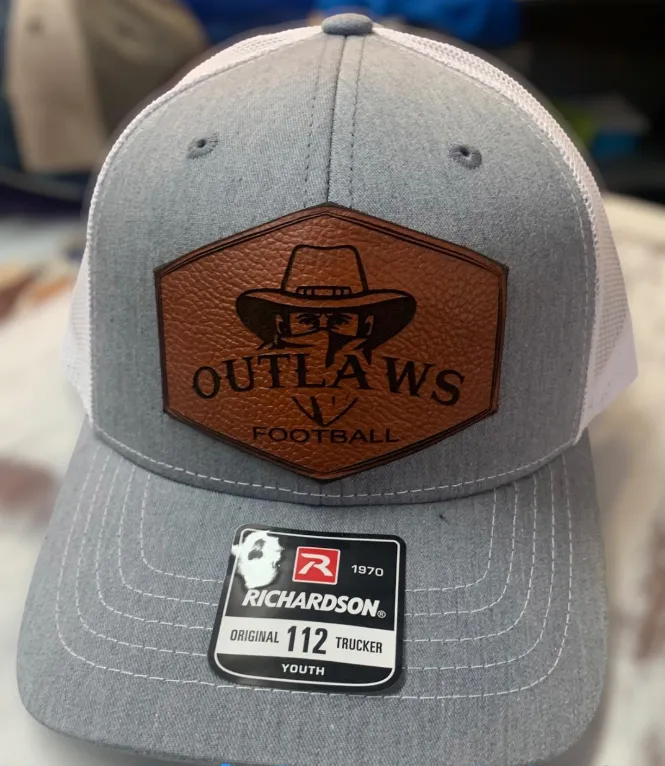 OUTLAWS
FOOTBALL
R 1970
RICHARDSON®
ORIGINAL 112 TRUCKER
YOUTH